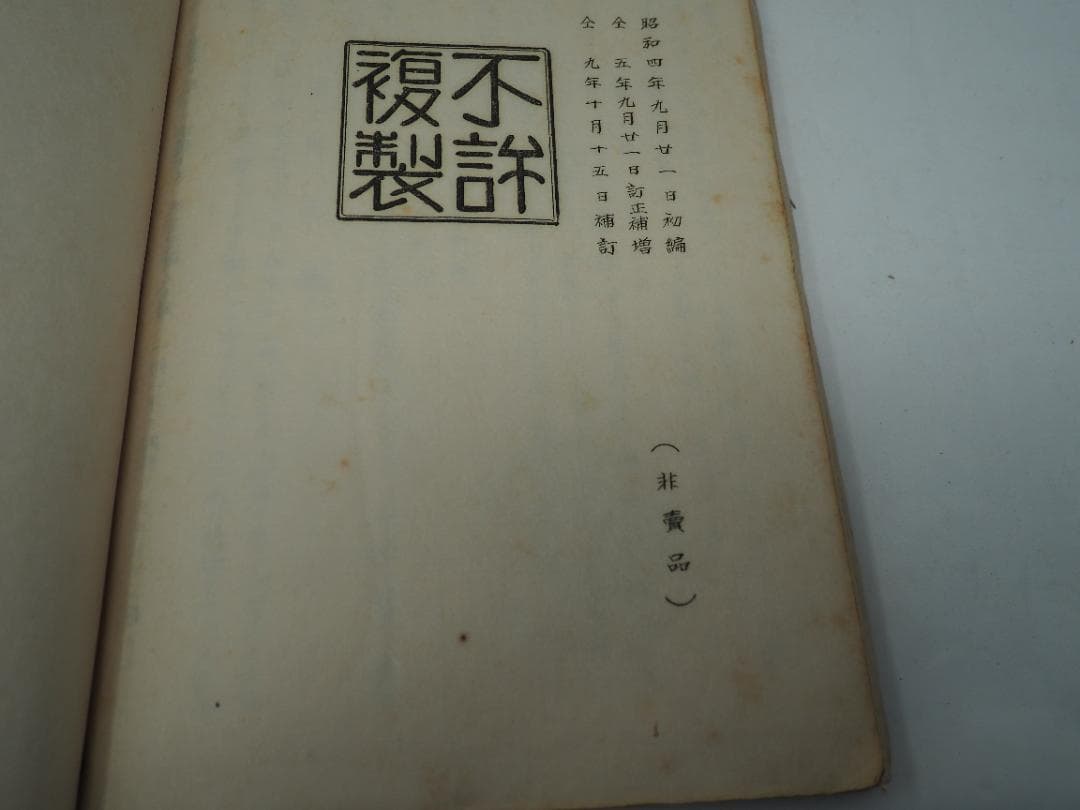 昭和四年九月廿一日初編
仝 五年九月廿一日訂正補增
仝 九年十月十五日補訂
不許
複製
(非賣品)